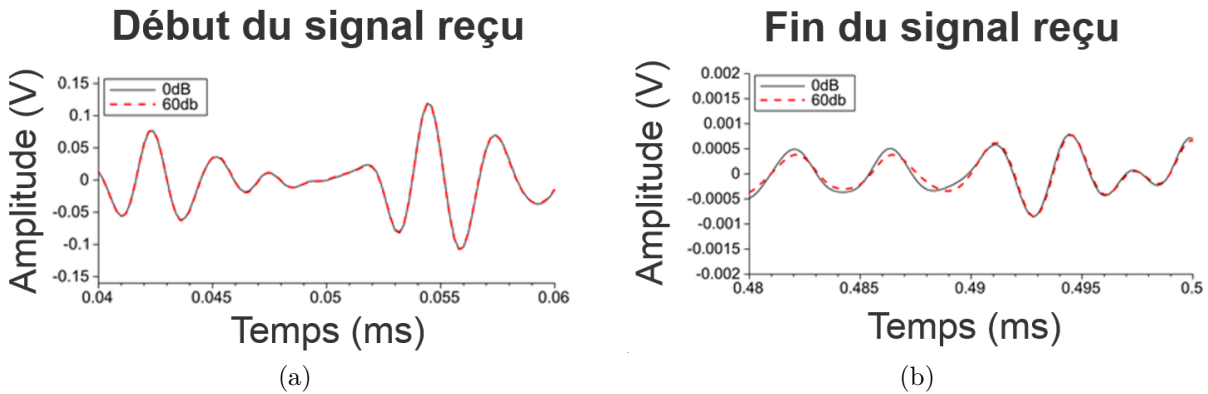 Début du signal reçu
Amplitude (V)
0.15
0.1
0.05
0
-0.05
-0.1
-0.15
0dB
60db
0.04
0.045
0.05
0.055
0.06
Temps (ms)
(a)
Fin du signal reçu
Amplitude (V)
0.002
0.0015
0.001
0.0005
0
-0.0005
-0.001
-0.0015
-0.002
0dB
60db
0.48
0.485
0.49
0.495
0.5
Temps (ms)
(b)